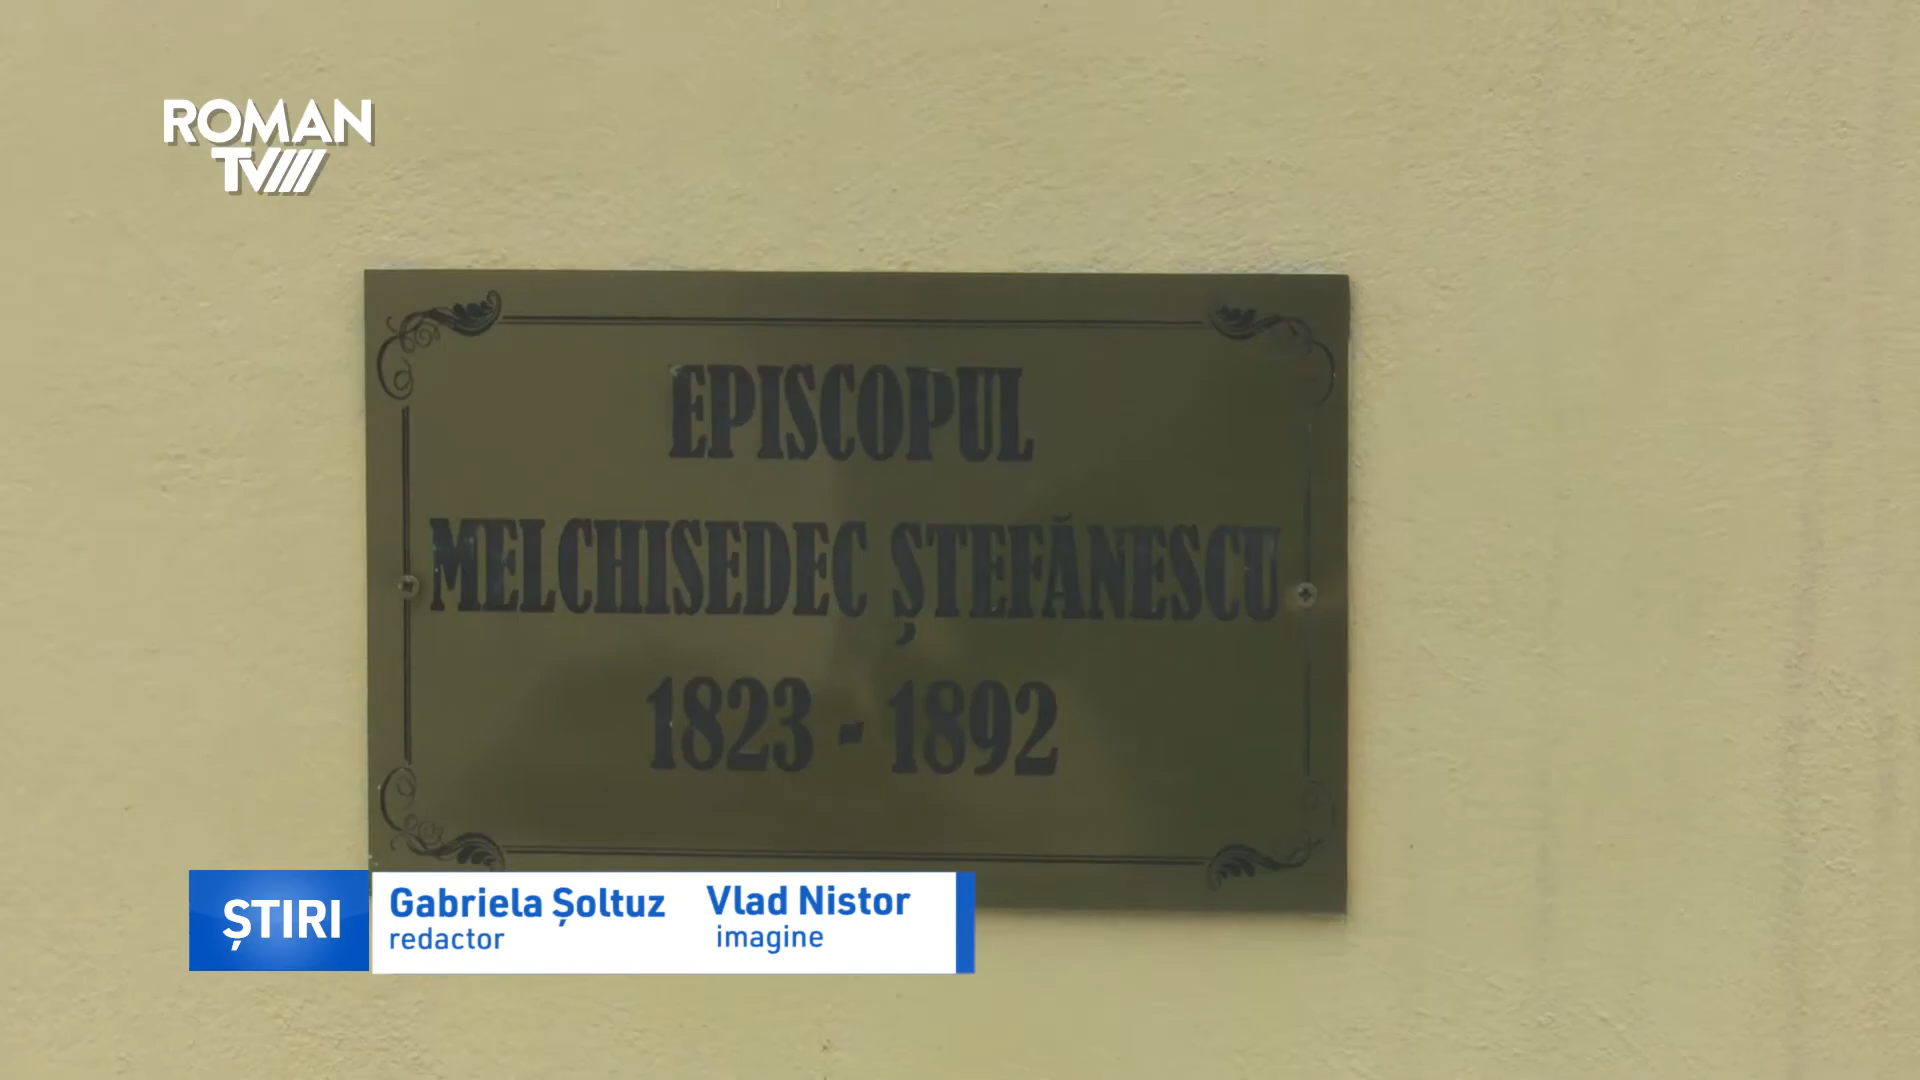 ROMAN
TV
EPISCOPUL
MELCHISEDEC ȘTEFĂNESCU
1823 - 1892
ȘTIRI
Gabriela Șoltuz Vlad Nistor
redactor imagine